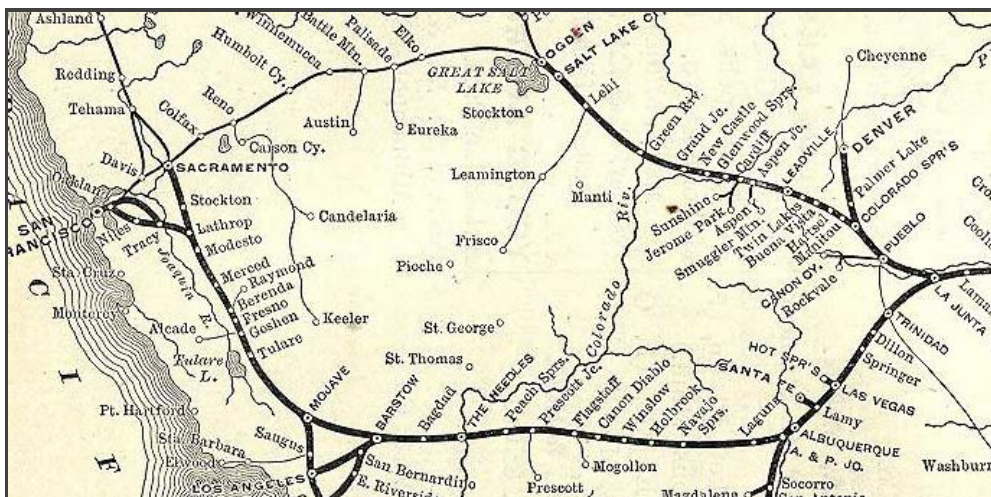 Ashland
Winnemucca
Battle Mtn.
Palisade
Elko
OGDEN
SALT LAKE C
Cheyenne
Redding
Humbolt Cy.
GREAT SALT
LAKE
Lehi
Tehama
Colfax
Reno
Austin
Eureka
Stockton
Green Riv.
Grand Jc.
New Castle
Glenwood Sprs.
Cardiff
Aspen Jc.
LEADVILLE
DENVER
Palmer Lake
COLORADO SPR'S
Carson Cy.
Davis
SACRAMENTO
Leamington
Manti
Riv.
Sunshine
Jerome Park
Aspen
Smuggler Mtn.
Twin Lakes
Buena Vista
Hartsel
Manitou
PUEBLO
SAN
FRANCISCO
Niles
Tracy
Stockton
Lathrop
Modesto
Candelaria
Frisco
Pioche
CANON CY.
Rockvale
LA JUNTA
Lamar
Sta. Cruz
Joaquin
R.
Merced
Raymond
Berenda
Fresno
Goshen
Monterey
Alcade
Keeler
St. George
Colorado
TRINIDAD
Dillon
Springer
Tulare
L.
Tulare
St. Thomas
HOT SPR'S
SANTA FE
LAS VEGAS
Lamy
MOJAVE
BARSTOW
Bagdad
THE NEEDLES
Peach Sprs.
Prescott Jc.
Flagstaff
Canon Diablo
Winslow
Holbrook
Navajo
Sprs.
Laguna
ALBUQUERQUE
A. & P. JC.
Pt. Hartford
Sta. Barbara
Saugus
Elwood
LOS ANGELES
San Bernardino
E. Riverside
Prescott
Mogollon
Magdalena
Socorro
San Antonio
Washburn
C
I
F